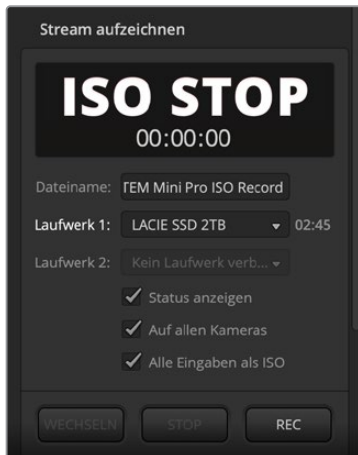 Stream aufzeichnen
ISO STOP
00:00:00
Dateiname: TEM Mini Pro ISO Record
Laufwerk 1: LACIE SSD 2TB 02:45
Laufwerk 2: Kein Laufwerk verb...
Status anzeigen
Auf allen Kameras
Alle Eingaben als ISO
WECHSELN STOP REC